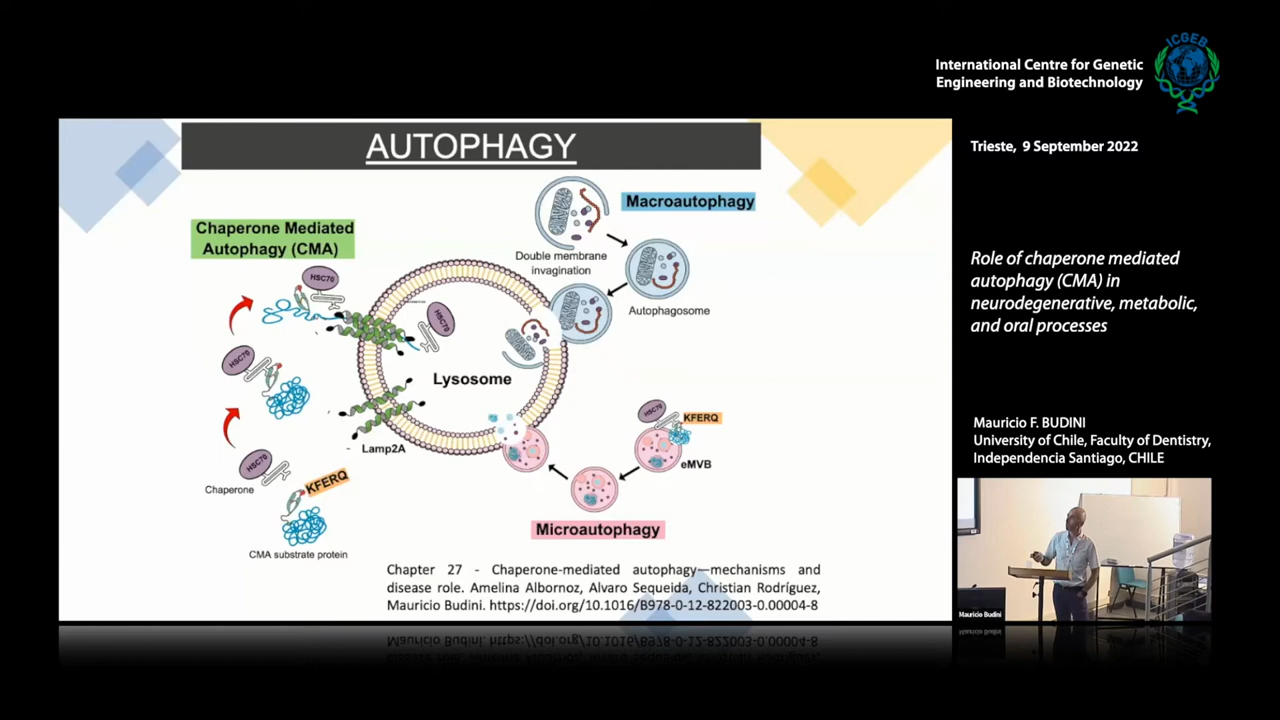 ICGEB
International Centre for Genetic
Engineering and Biotechnology
Trieste, 9 September 2022
Role of chaperone mediated
autophagy (CMA) in
neurodegenerative, metabolic,
and oral processes
Mauricio F. BUDINI
University of Chile, Faculty of Dentistry,
Independencia Santiago, CHILE
Mauricio Budini
AUTOPHAGY
Chaperone Mediated
Autophagy (CMA)
HSC70
HSC70
HSC70
HSC70
Chaperone
KFERQ
CMA substrate protein
Lamp2A
Lysosome
Macroautophagy
Double membrane
invagination
Autophagosome
HSC70
KFERQ
eMVB
Microautophagy
Chapter 27 - Chaperone-mediated autophagy—mechanisms and
disease role. Amelina Albornoz, Alvaro Sequeida, Christian Rodríguez,
Mauricio Budini. https://doi.org/10.1016/B978-0-12-822003-0.00004-8